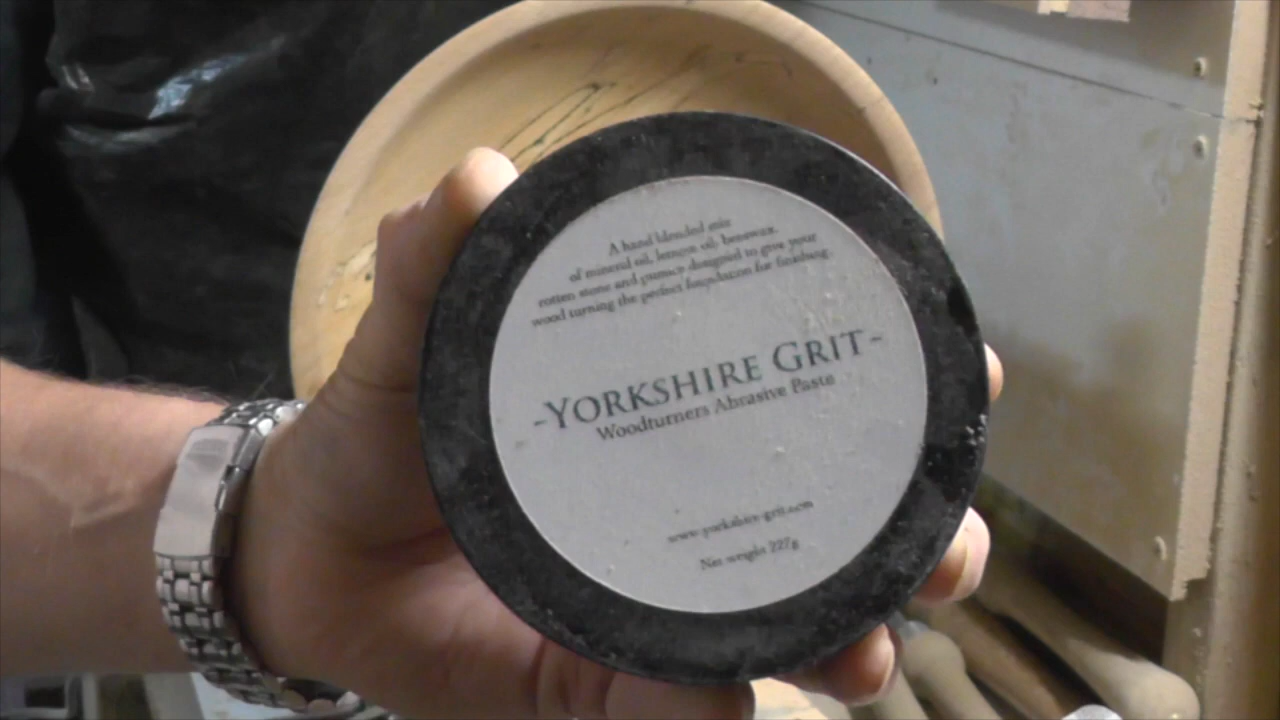 A hand blended mix
of mineral oil, lemon oil, beeswax.
rotten stone and pumice designed to give your
wood turning the perfect foundation for finishing.
-YORKSHIRE GRIT-
Woodturners Abrasive Paste
www.yorkshire-grit.com
Net weight 227g